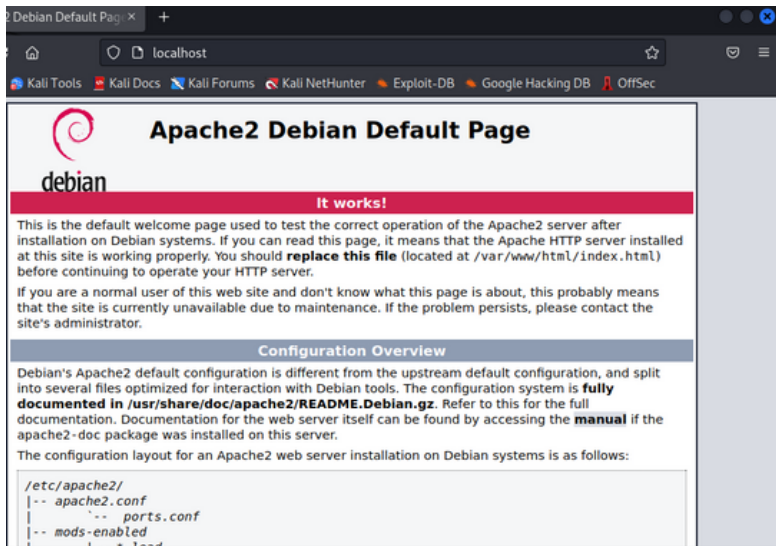 2 Debian Default Page
localhost
Kali Tools Kali Docs Kali Forums Kali NetHunter Exploit-DB Google Hacking DB OffSec
Apache2 Debian Default Page
debian
It works!
This is the default welcome page used to test the correct operation of the Apache2 server after
installation on Debian systems. If you can read this page, it means that the Apache HTTP server installed
at this site is working properly. You should replace this file (located at /var/www/html/index.html)
before continuing to operate your HTTP server.
If you are a normal user of this web site and don't know what this page is about, this probably means
that the site is currently unavailable due to maintenance. If the problem persists, please contact the
site's administrator.
Configuration Overview
Debian's Apache2 default configuration is different from the upstream default configuration, and split
into several files optimized for interaction with Debian tools. The configuration system is fully
documented in /usr/share/doc/apache2/README.Debian.gz. Refer to this for the full
documentation. Documentation for the web server itself can be found by accessing the manual if the
apache2-doc package was installed on this server.
The configuration layout for an Apache2 web server installation on Debian systems is as follows:
/etc/apache2/
|-- apache2.conf
|       `--  ports.conf
|-- mods-enabled